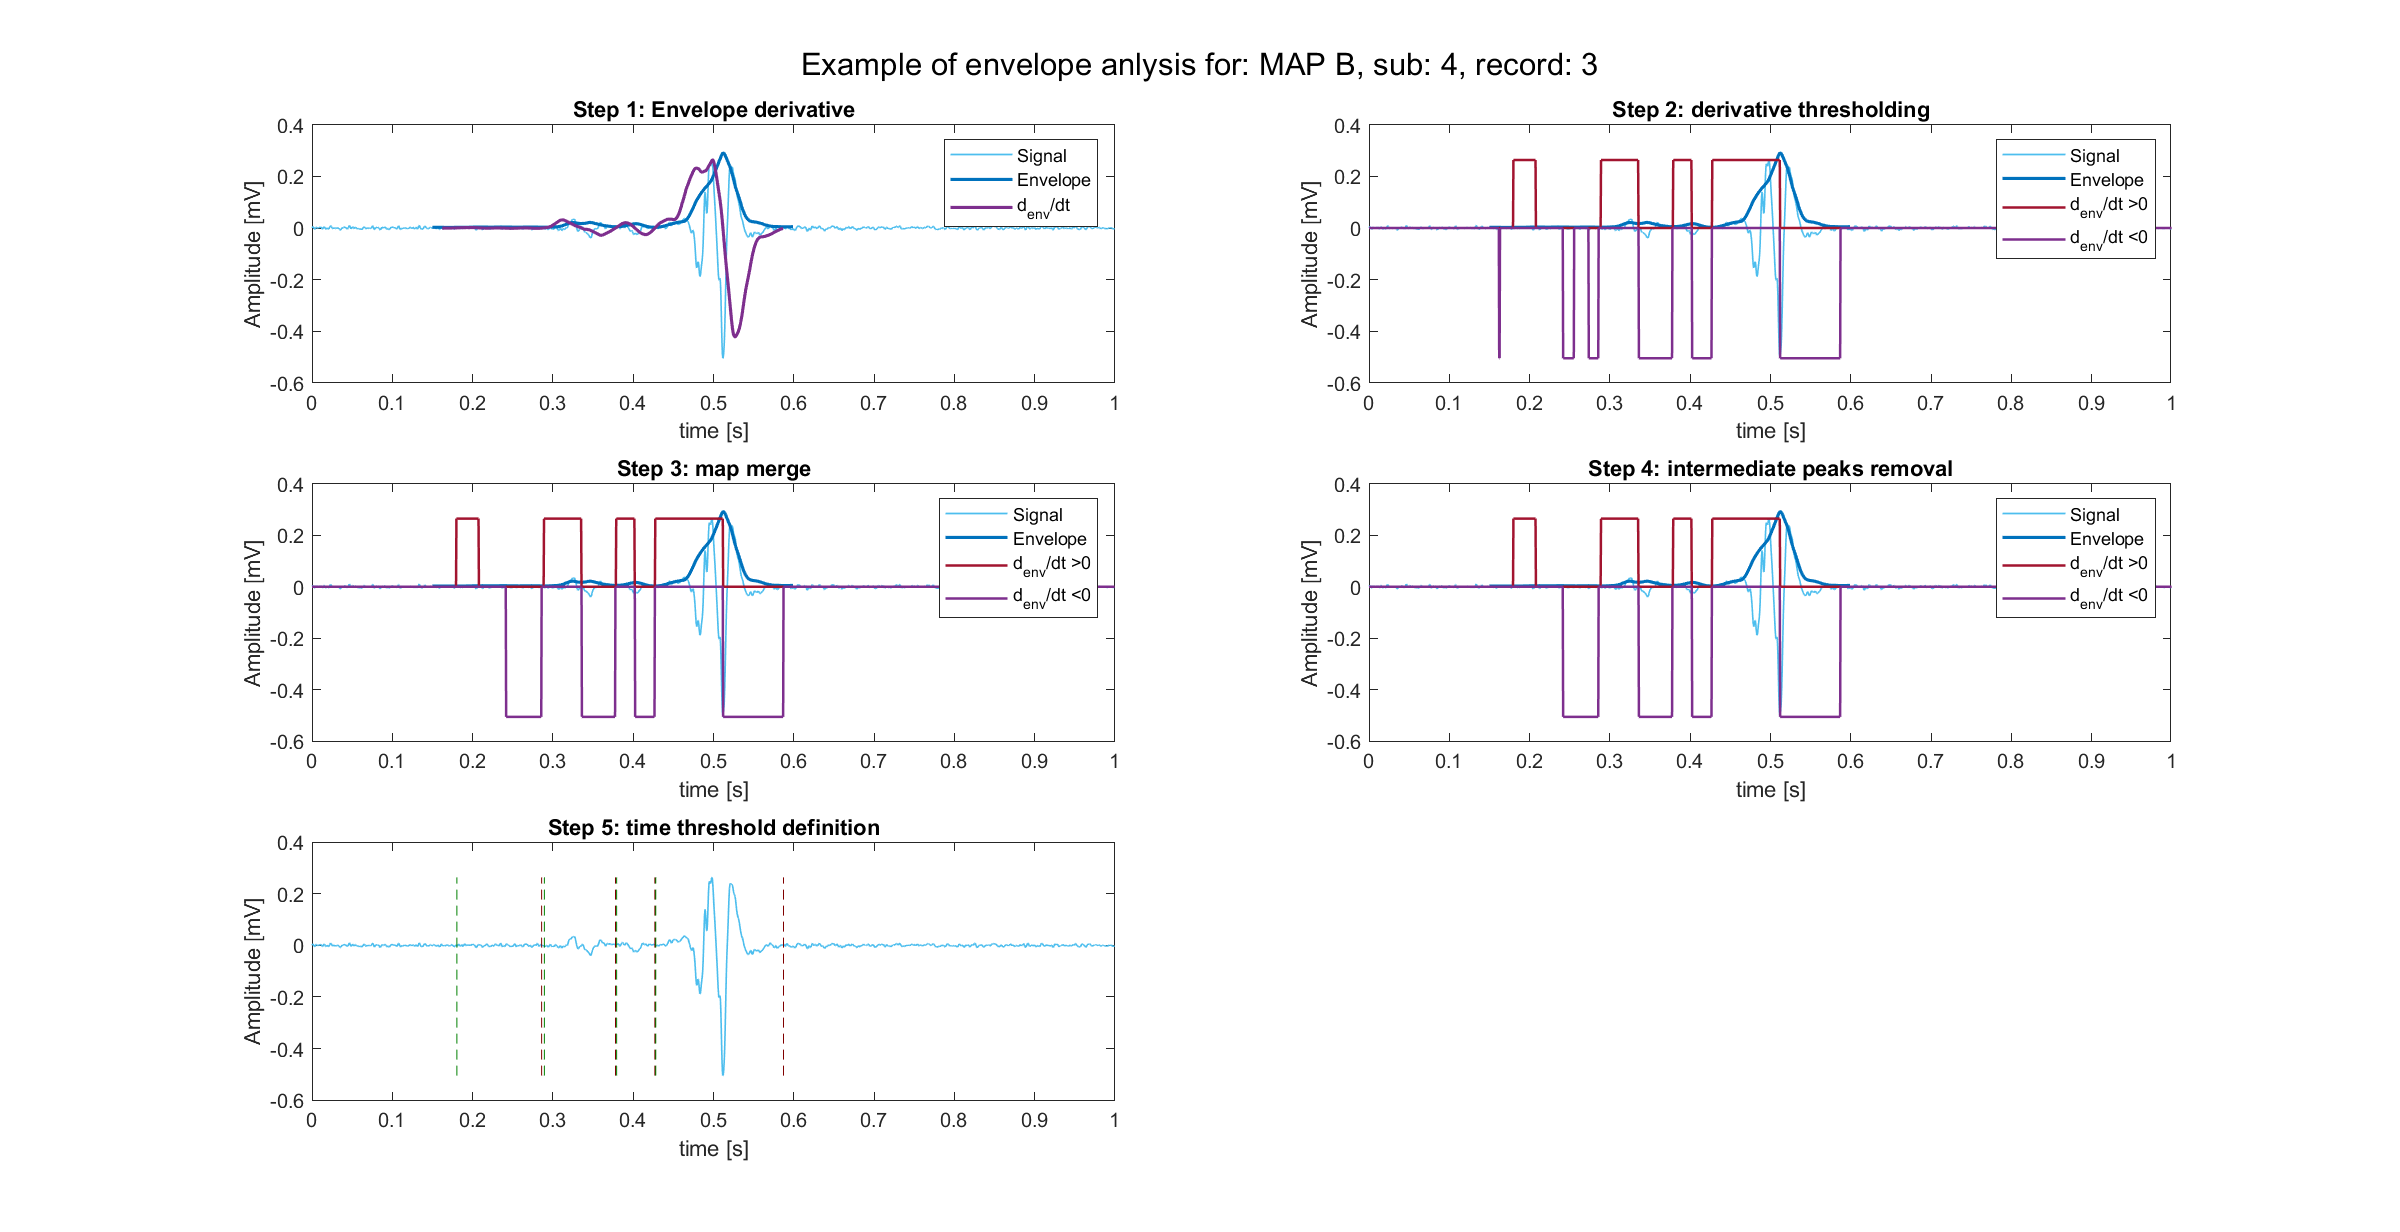 Example of envelope anlysis for: MAP B, sub: 4, record: 3
Step 1: Envelope derivative
Amplitude [mV]
0.4
0.2
0
-0.2
-0.4
-0.6
Signal
Envelope
d_env/dt
0 0.1 0.2 0.3 0.4 0.5 0.6 0.7 0.8 0.9 1
time [s]
Step 2: derivative thresholding
Amplitude [mV]
0.4
0.2
0
-0.2
-0.4
-0.6
Signal
Envelope
d_env/dt >0
d_env/dt <0
0 0.1 0.2 0.3 0.4 0.5 0.6 0.7 0.8 0.9 1
time [s]
Step 3: map merge
Amplitude [mV]
0.4
0.2
0
-0.2
-0.4
-0.6
Signal
Envelope
d_env/dt >0
d_env/dt <0
0 0.1 0.2 0.3 0.4 0.5 0.6 0.7 0.8 0.9 1
time [s]
Step 4: intermediate peaks removal
Amplitude [mV]
0.4
0.2
0
-0.2
-0.4
-0.6
Signal
Envelope
d_env/dt >0
d_env/dt <0
0 0.1 0.2 0.3 0.4 0.5 0.6 0.7 0.8 0.9 1
time [s]
Step 5: time threshold definition
Amplitude [mV]
0.4
0.2
0
-0.2
-0.4
-0.6
0 0.1 0.2 0.3 0.4 0.5 0.6 0.7 0.8 0.9 1
time [s]